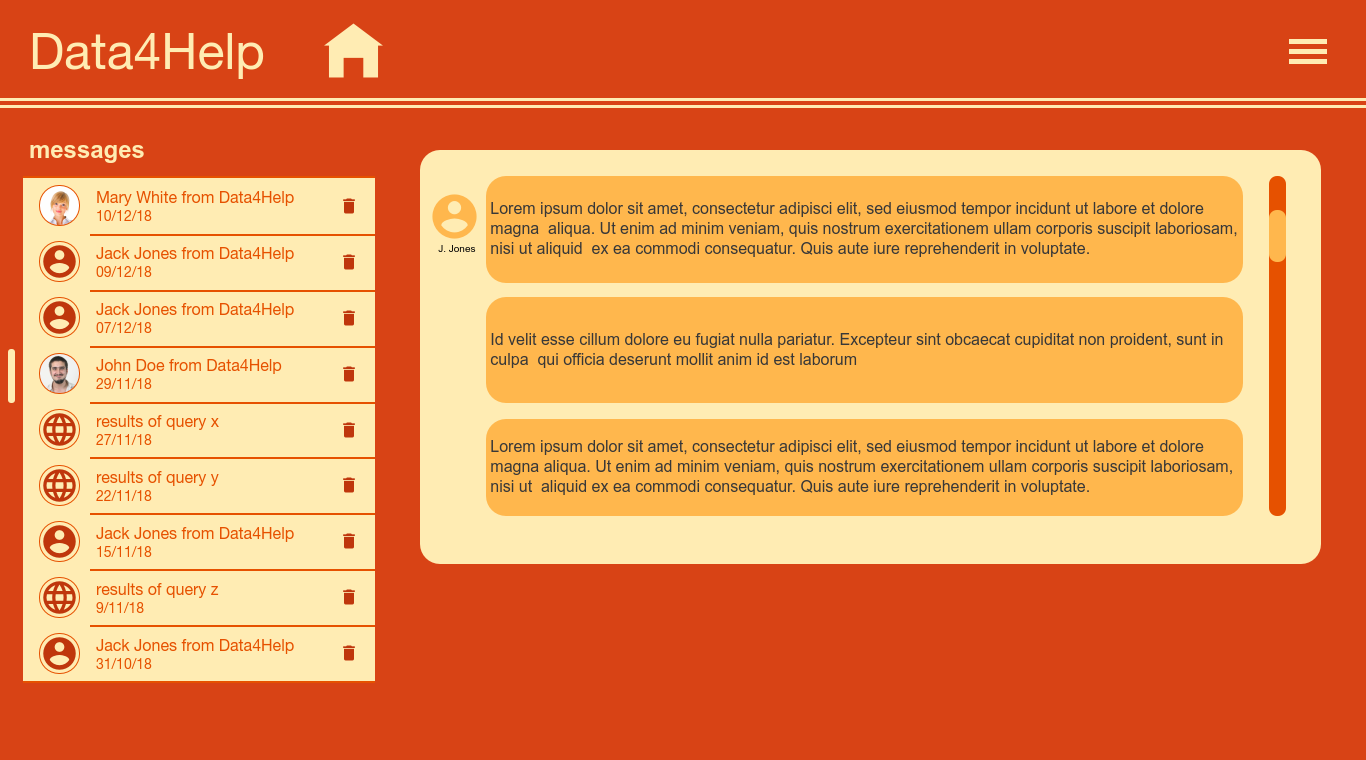 Data4Help
messages
Mary White from Data4Help
10/12/18
Jack Jones from Data4Help
09/12/18
Jack Jones from Data4Help
07/12/18
John Doe from Data4Help
29/11/18
results of query x
27/11/18
results of query y
22/11/18
Jack Jones from Data4Help
15/11/18
results of query z
9/11/18
Jack Jones from Data4Help
31/10/18
J. Jones
Lorem ipsum dolor sit amet, consectetur adipisci elit, sed eiusmod tempor incidunt ut labore et dolore
magna  aliqua. Ut enim ad minim veniam, quis nostrum exercitationem ullam corporis suscipit laboriosam,
nisi ut aliquid  ex ea commodi consequatur. Quis aute iure reprehenderit in voluptate.
Id velit esse cillum dolore eu fugiat nulla pariatur. Excepteur sint obcaecat cupiditat non proident, sunt in
culpa  qui officia deserunt mollit anim id est laborum
Lorem ipsum dolor sit amet, consectetur adipisci elit, sed eiusmod tempor incidunt ut labore et dolore
magna aliqua. Ut enim ad minim veniam, quis nostrum exercitationem ullam corporis suscipit laboriosam,
nisi ut  aliquid ex ea commodi consequatur. Quis aute iure reprehenderit in voluptate.